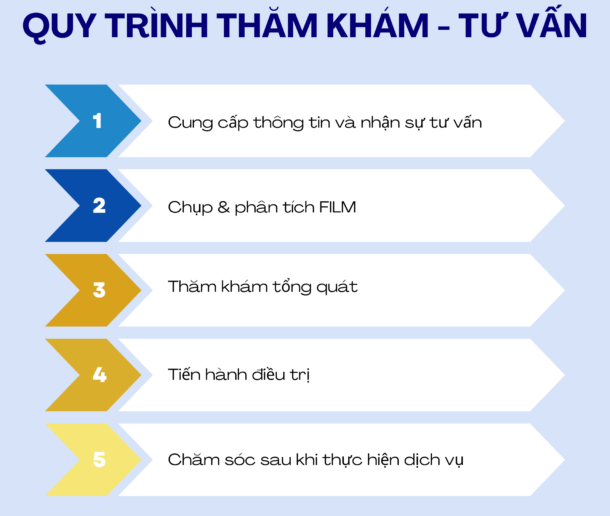 QUY TRÌNH THĂM KHÁM - TƯ VẤN
1
Cung cấp thông tin và nhận sự tư vấn
2
Chụp & phân tích FILM
3
Thăm khám tổng quát
4
Tiến hành điều trị
5
Chăm sóc sau khi thực hiện dịch vụ